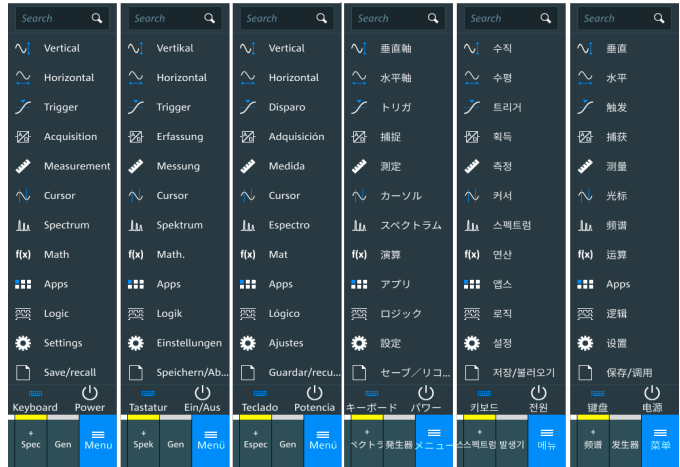 Search
Vertical
Horizontal
Trigger
Acquisition
Measurement
Cursor
Spectrum
f(x) Math
Apps
Logic
Settings
Save/recall
Keyboard Power
+
Spec Gen Menu
Search
Vertikal
Horizontal
Trigger
Erfassung
Messung
Cursor
Spektrum
f(x) Math.
Apps
Logik
Einstellungen
Speichern/Ab...
Tastatur Ein/Aus
+
Spek Gen Menü
Search
Vertical
Horizontal
Disparo
Adquisición
Medida
Cursor
Espectro
f(x) Mat
Apps
Lógico
Ajustes
Guardar/recu...
Teclado Potencia
+
Espec Gen Menú
Search
垂直軸
水平軸
トリガ
捕捉
測定
カーソル
スペクトラム
f(x) 演算
アプリ
ロジック
設定
セーブ／リコ...
キーボード パワー
+
ペクトラ 発生器 メニュー
Search
수직
수평
트리거
획득
측정
커서
스펙트럼
f(x) 연산
앱스
로직
설정
저장/불러오기
키보드 전원
+
스펙트럼 발생기 메뉴
Search
垂直
水平
触发
捕获
测量
光标
频谱
f(x) 运算
Apps
逻辑
设置
保存/调用
键盘 电源
+
频谱 发生器 菜单